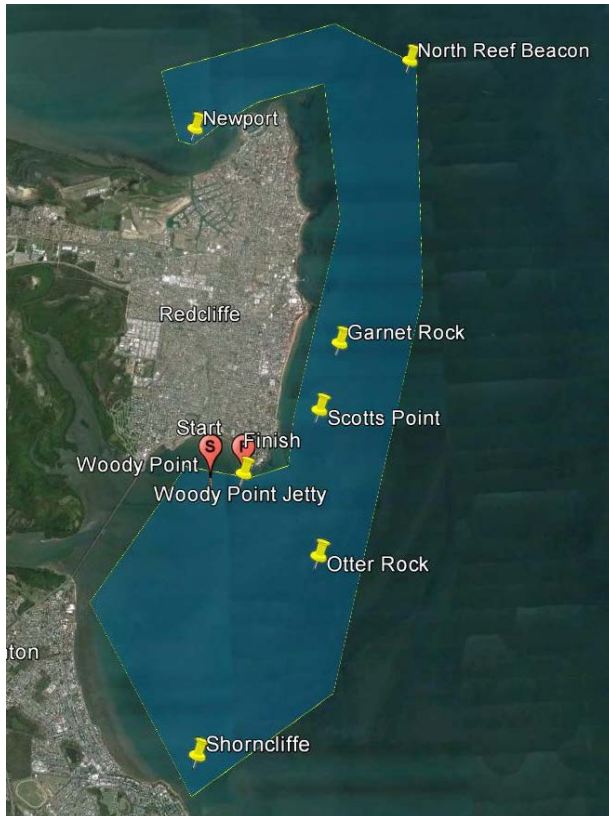 North Reef Beacon
Newport
Redcliffe
Garnet Rock
Scotts Point
Start
S
Finish
Woody Point
Woody Point Jetty
Otter Rock
ton
Shorncliffe